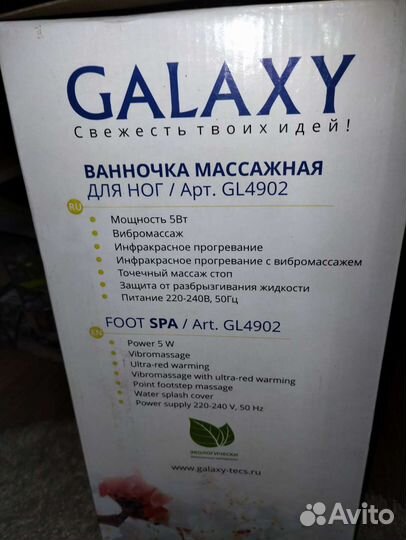 GALAXY
Свежесть твоих идей!
ВАННОЧКА МАССАЖНАЯ
ДЛЯ НОГ / Арт. GL4902
RU
Мощность 5Вт
Вибромассаж
Инфракрасное прогревание
Инфракрасное прогревание с вибромассажем
Точечный массаж стоп
Защита от разбрызгивания жидкости
Питание 220-240В, 50Гц
EN
FOOT SPA / Art. GL4902
Power 5 W
Vibromassage
Ultra-red warming
Vibromassage with ultra-red warming
Point footstep massage
Water splash cover
Power supply 220-240 V, 50 Hz
ЭКОЛОГИЧЕСКИ
www.galaxy-tecs.ru
Avito